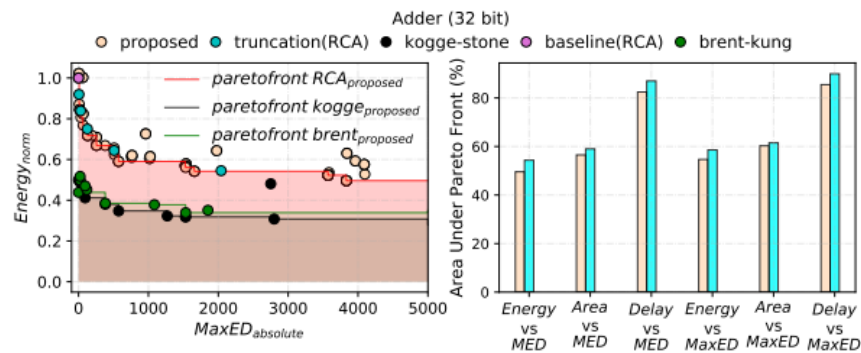 Adder (32 bit)
proposed truncation(RCA) kogge-stone baseline(RCA) brent-kung
paretofront RCA_proposed
paretofront kogge_proposed
paretofront brent_proposed
Energy_norm
1.0
0.8
0.6
0.4
0.2
0.0
0 1000 2000 3000 4000 5000
MaxED_absolute
Area Under Pareto Front (%)
80
60
40
20
0
Energy vs MED
Area vs MED
Delay vs MED
Energy vs MaxED
Area vs MaxED
Delay vs MaxED